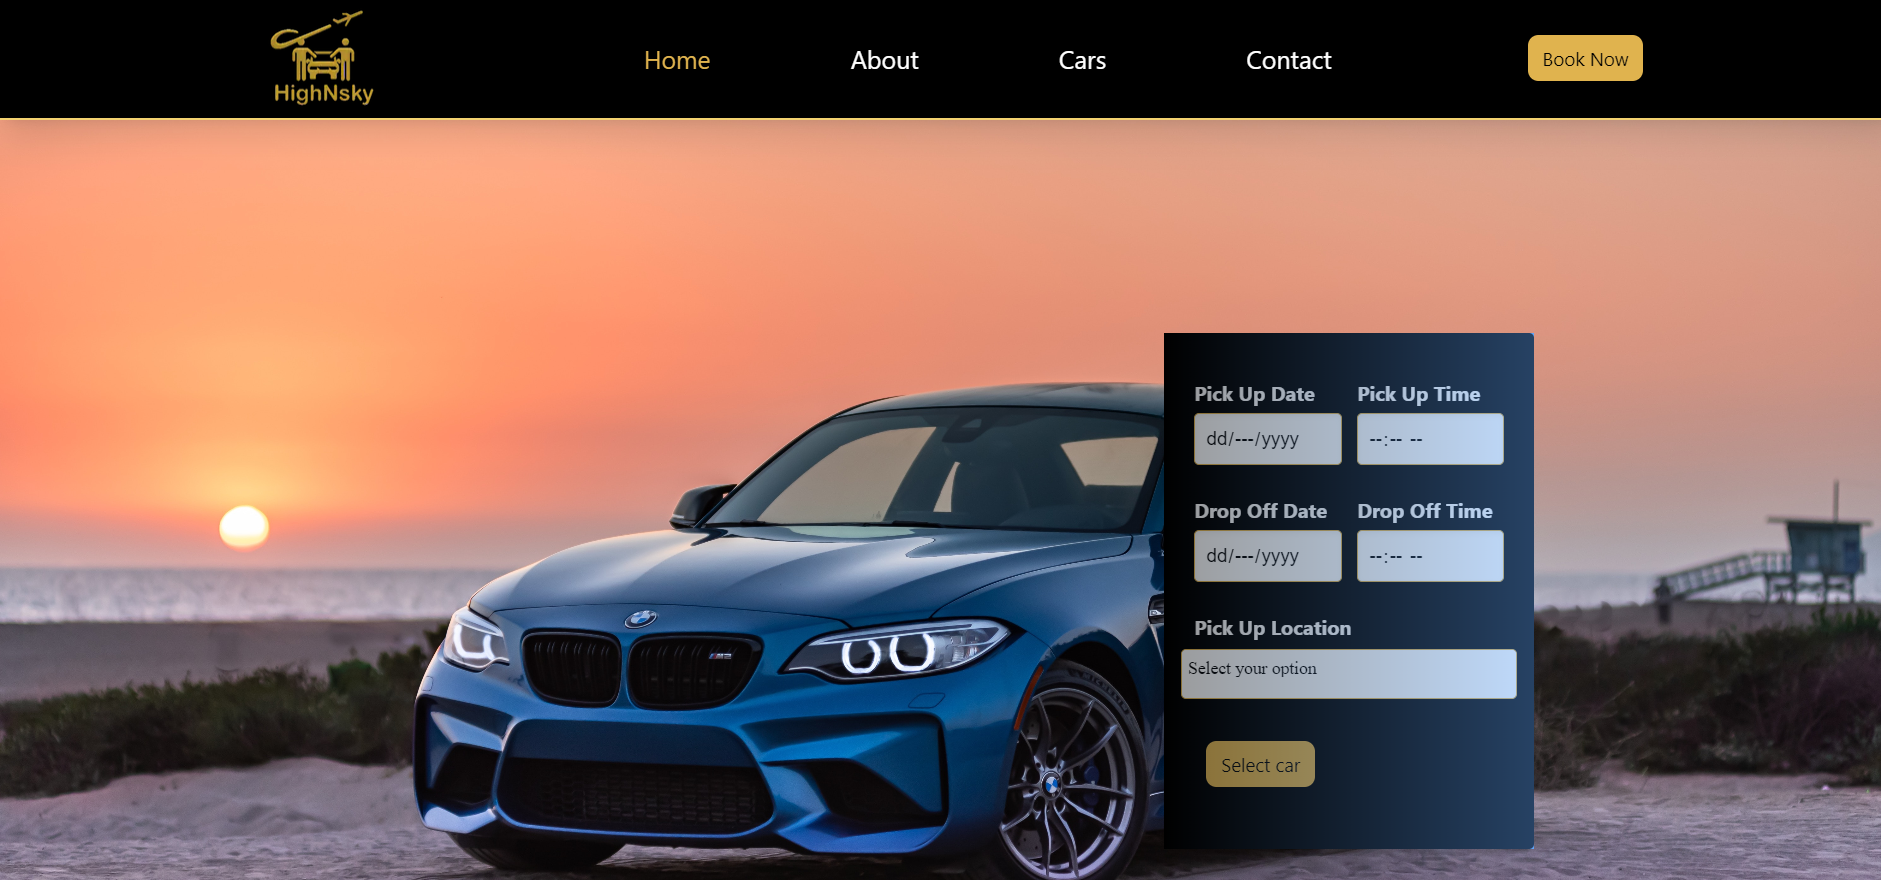 HighNsky
Home
About
Cars
Contact
Book Now
Pick Up Date
Pick Up Time
dd/---/yyyy
--:-- --
Drop Off Date
Drop Off Time
dd/---/yyyy
--:-- --
Pick Up Location
Select your option
Select car
M2